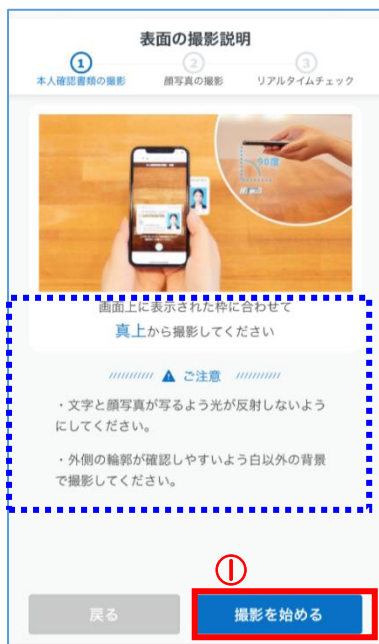 表面の撮影説明
1 2 3
本人確認書類の撮影 顔写真の撮影 リアルタイムチェック
90度
画面上に表示された枠に合わせて
真上から撮影してください
ご注意
・文字と顔写真が写るよう光が反射しないよう
にしてください。
・外側の輪郭が確認しやすいよう白以外の背景
で撮影してください。
①
戻る 撮影を始める